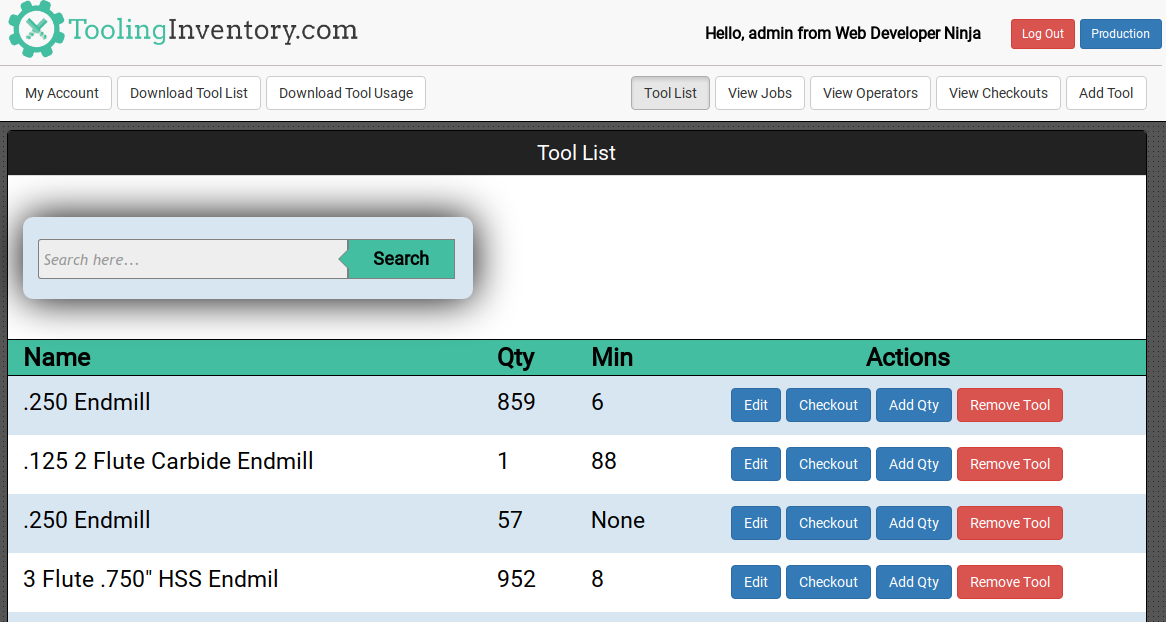 ToolingInventory.com
Hello, admin from Web Developer Ninja
Log Out
Production
My Account
Download Tool List
Download Tool Usage
Tool List
View Jobs
View Operators
View Checkouts
Add Tool
Tool List
Search here...
Search
Name Qty Min Actions
.250 Endmill 859 6 Edit Checkout Add Qty Remove Tool
.125 2 Flute Carbide Endmill 1 88 Edit Checkout Add Qty Remove Tool
.250 Endmill 57 None Edit Checkout Add Qty Remove Tool
3 Flute .750" HSS Endmil 952 8 Edit Checkout Add Qty Remove Tool